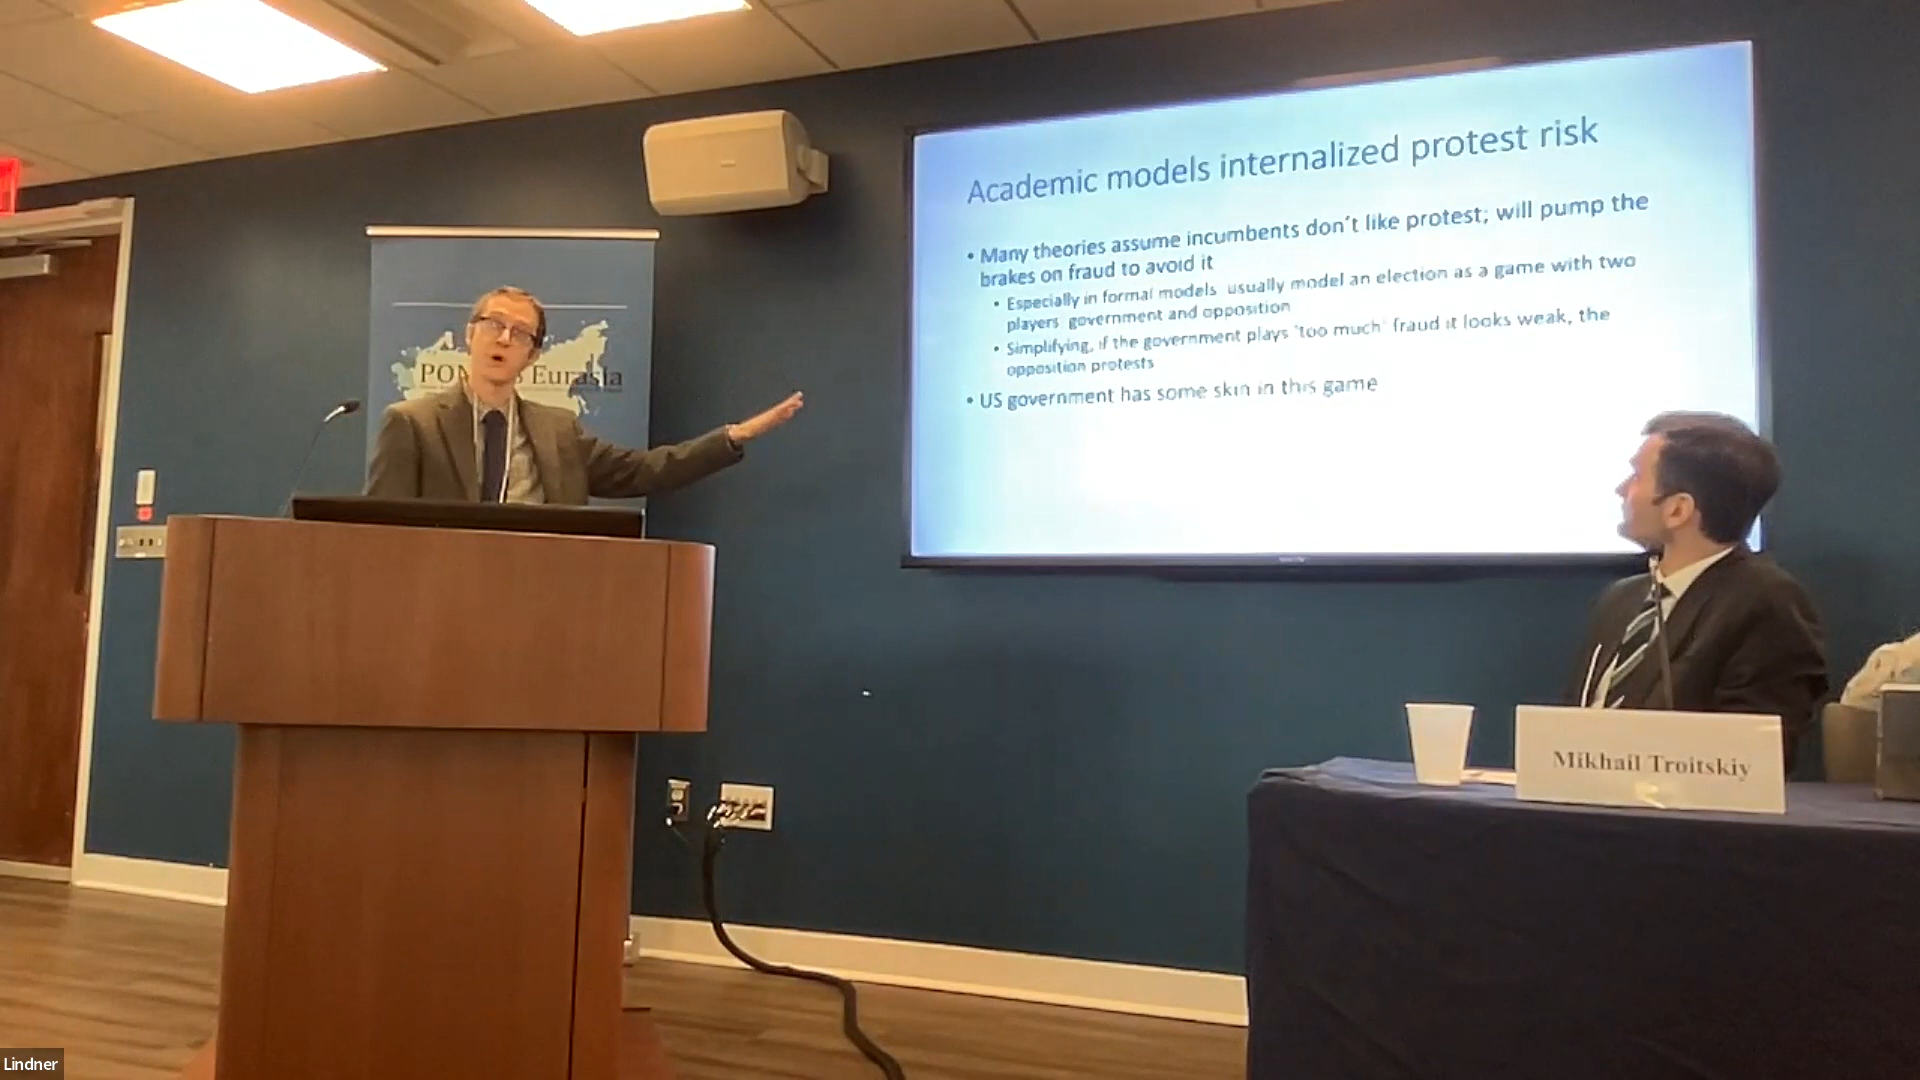 Academic models internalized protest risk
• Many theories assume incumbents don't like protest; will pump the
brakes on fraud to avoid it
• Especially in formal models usually model an election as a game with two
players government and opposition
• Simplifying, if the government plays 'too much' fraud it looks weak, the
opposition protests
• US government has some skin in this game
Eurasia
Mikhail Troitskiy
Lindner